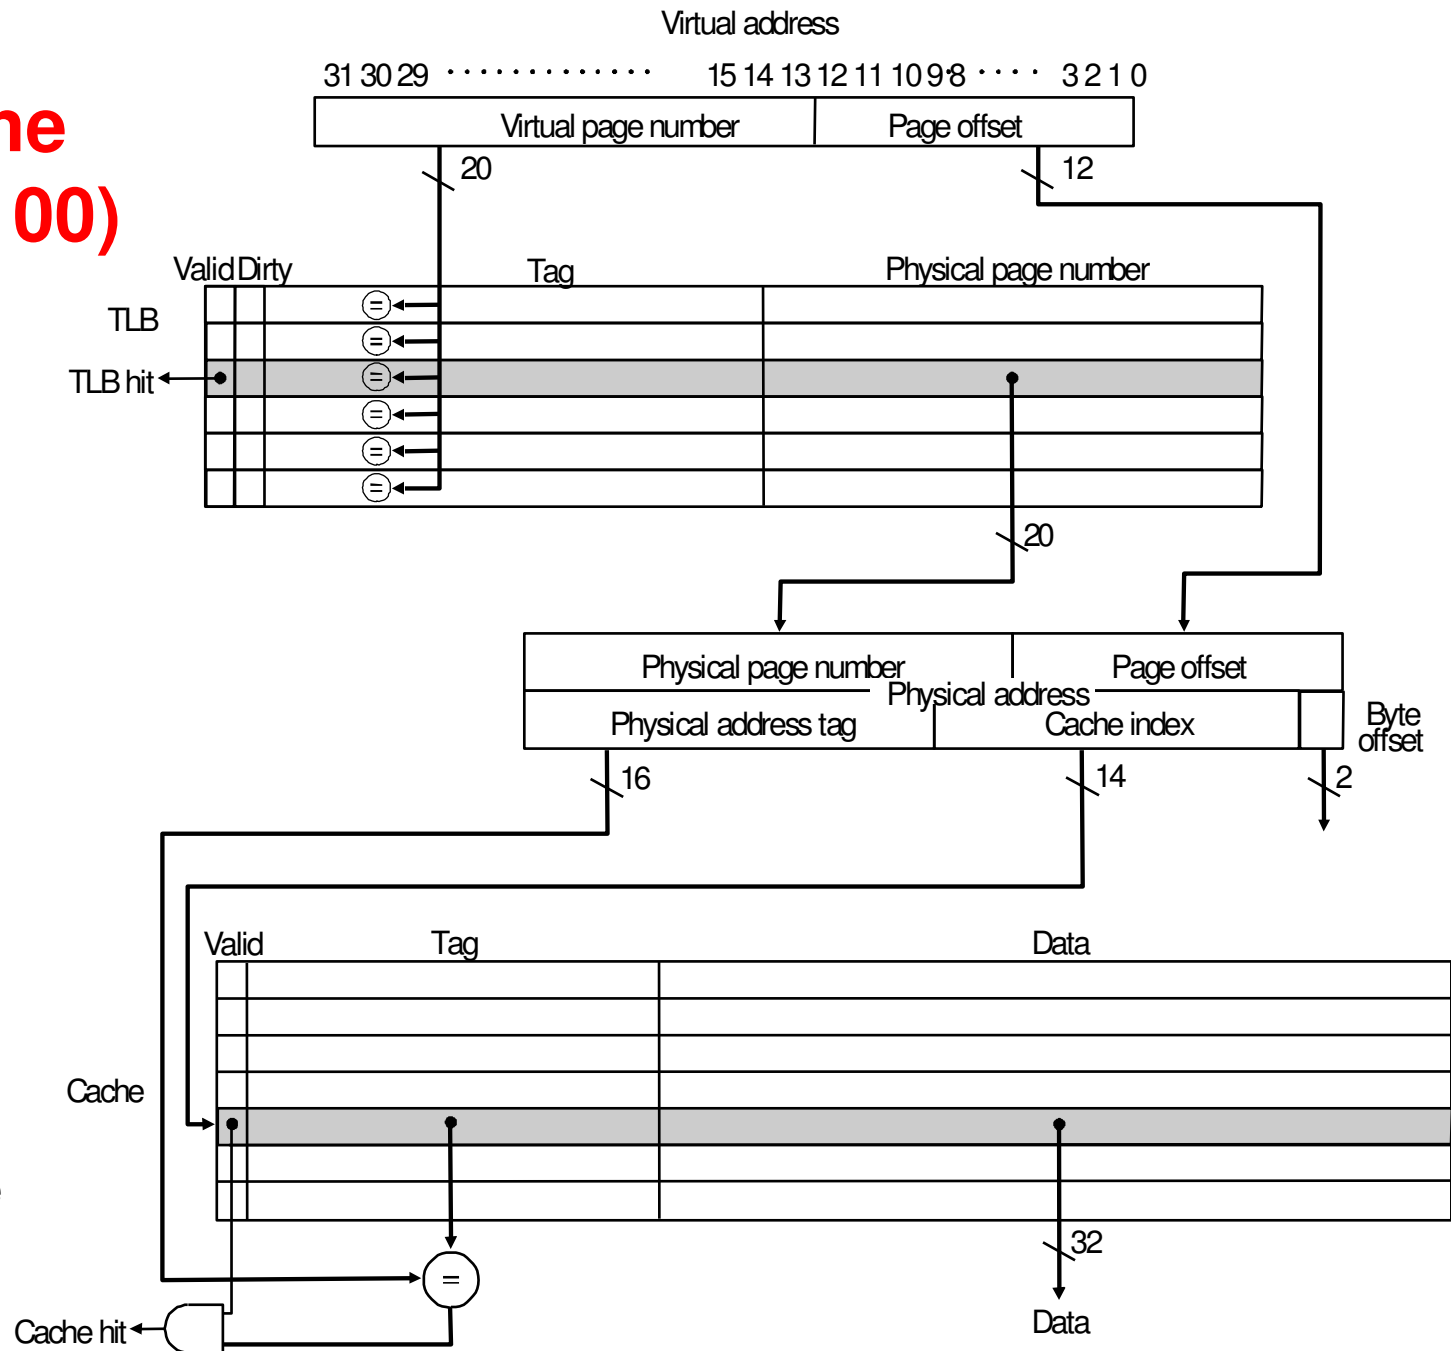 Virtual address
31 30 29 ············· 15 14 13 12 11 10 9 8 ···· 3 2 1 0
Virtual page number Page offset
20 12
00)
Valid Dirty Tag Physical page number
TLB
=
=
TLB hit =
=
=
=
20
Physical page number Page offset
Physical address
Physical address tag Cache index Byte offset
16 14 2
Valid Tag Data
Cache
32
=
Cache hit Data